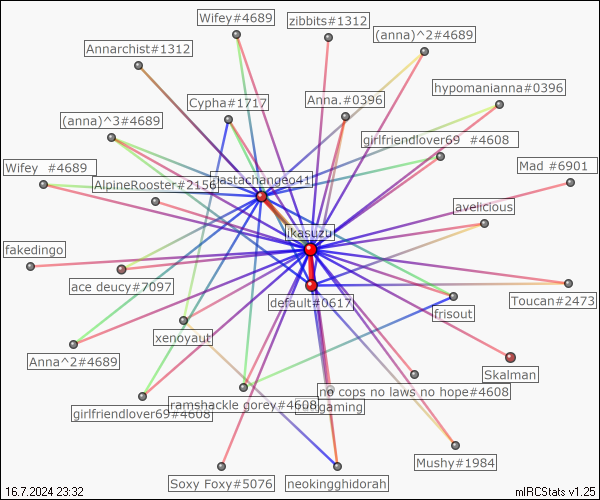 Wifey#4689
zibbits#1312
(anna)^2#4689
Annarchist#1312
hypomanianna#0396
Cypha#1717
Anna.#0396
(anna)^3#4689
girlfriendlover69 #4608
Wifey #4689
AlpineRooster#2156
Mad #6901
avelicious
ikasuzu
fakedingo
ace deucy#7097
default#0617
Toucan#2473
frisout
xenoyaut
Anna^2#4689
Skalman
no cops no laws no hope#4608
girlfriendlover69#4608
ramshackle gorey#4608
gaming
Mushy#1984
Soxy Foxy#5076
neokingghidorah
16.7.2024 23:32
mIRCStats v1.25